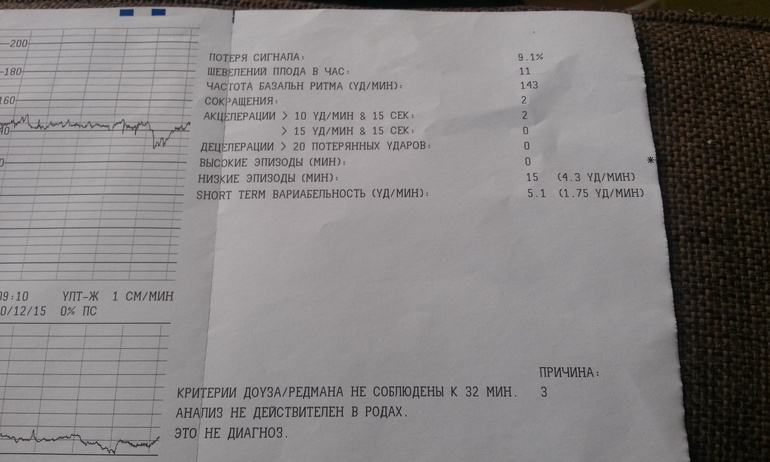 200
180
160
ПОТЕРЯ СИГНАЛА: 9.1%
ШЕВЕЛЕНИЙ ПЛОДА В ЧАС: 11
ЧАСТОТА БАЗАЛЬН РИТМА (УД/МИН): 143
СОКРАЩЕНИЯ: 2
АКЦЕЛЕРАЦИИ > 10 УД/МИН & 15 СЕК: 2
> 15 УД/МИН & 15 СЕК: 0
ДЕЦЕЛЕРАЦИИ > 20 ПОТЕРЯННЫХ УДАРОВ: 0
ВЫСОКИЕ ЭПИЗОДЫ (МИН): 0 *
НИЗКИЕ ЭПИЗОДЫ (МИН): 15 (4.3 УД/МИН)
SHORT TERM ВАРИАБЕЛЬНОСТЬ (УД/МИН): 5.1 (1.75 УД/МИН)
09:10 УЛТ-Ж 1 СМ/МИН
0/12/15 0% ПС
ПРИЧИНА:
КРИТЕРИИ ДОУЗА/РЕДМАНА НЕ СОБЛЮДЕНЫ К 32 МИН. 3
АНАЛИЗ НЕ ДЕЙСТВИТЕЛЕН В РОДАХ.
ЭТО НЕ ДИАГНОЗ.